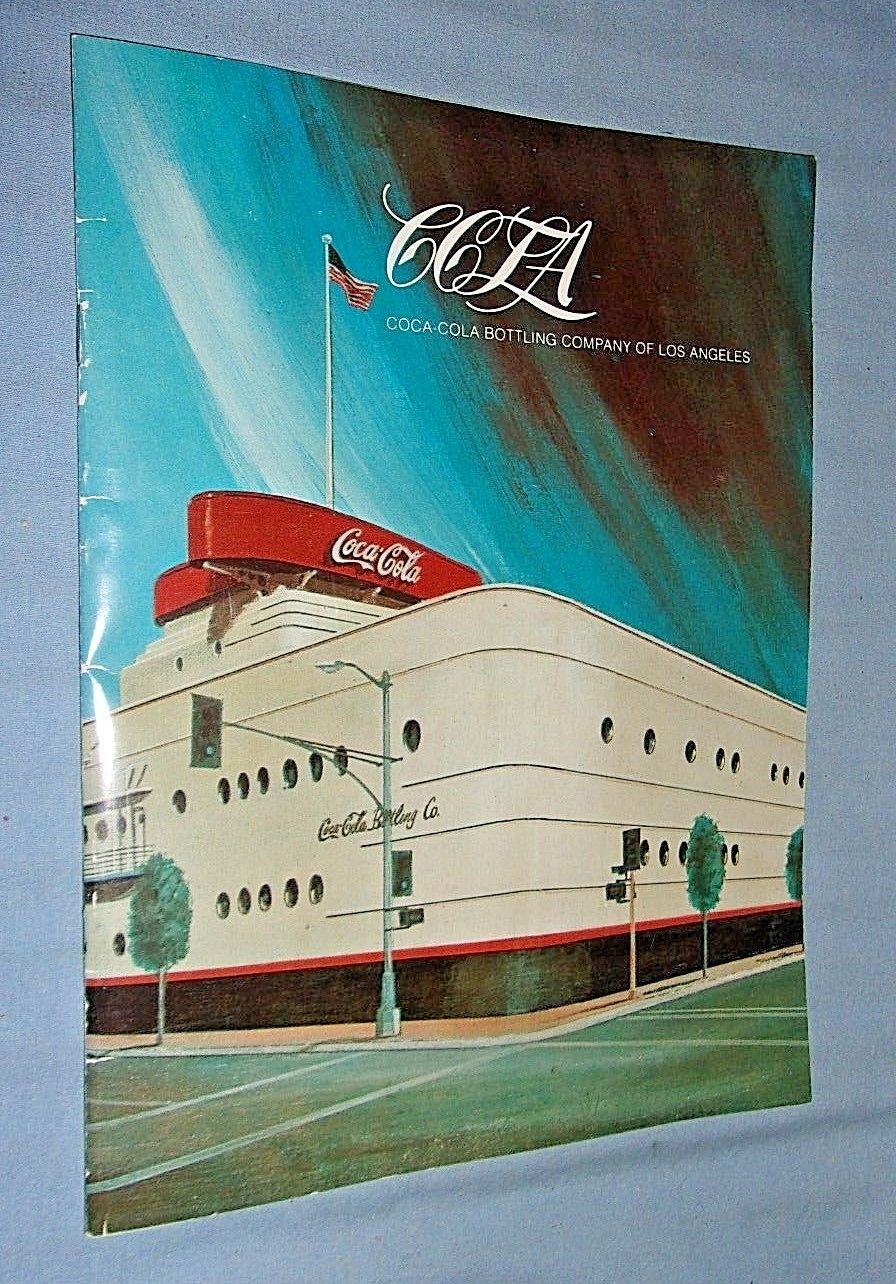 CCLA
COCA-COLA BOTTLING COMPANY OF LOS ANGELES
Coca-Cola
Coca-Cola Bottling Co.